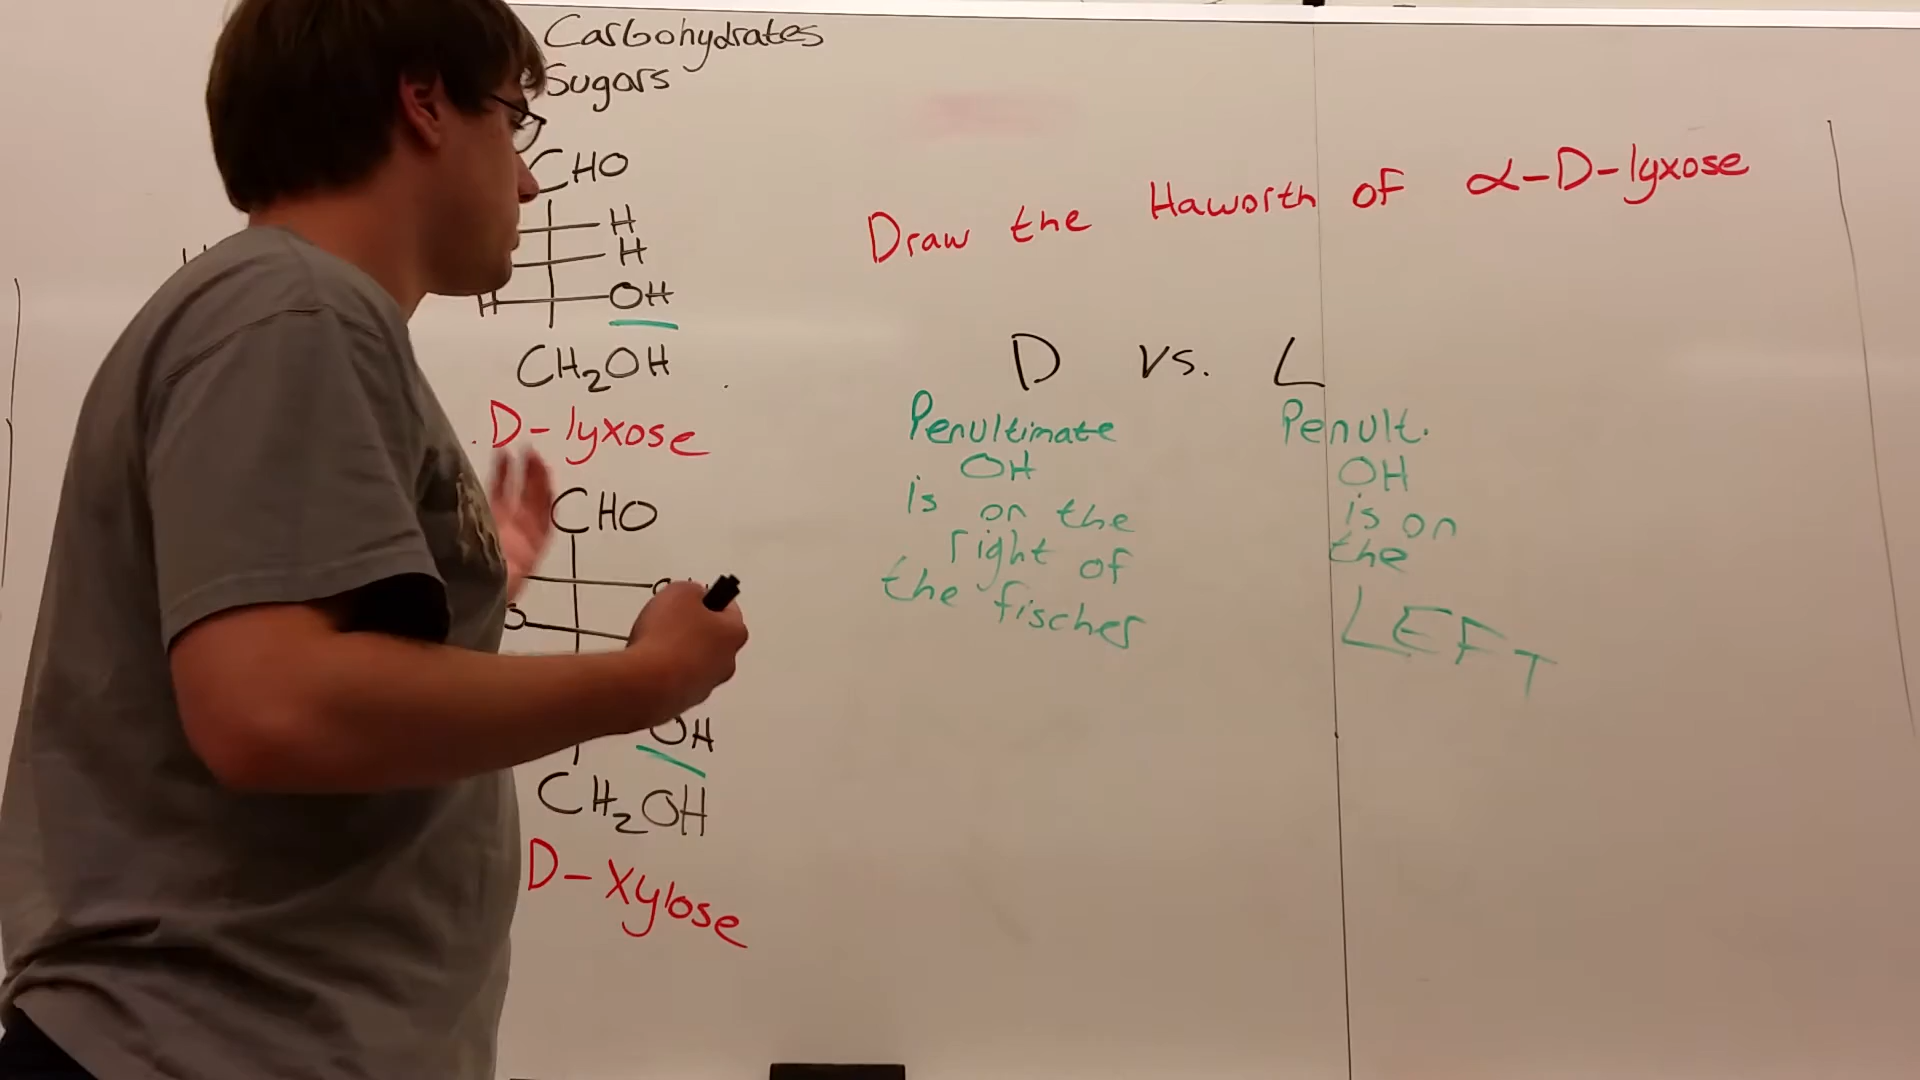 Carbohydrates
Sugars
CHO
H
H
H OH
CH₂OH
D-lyxose
CHO
OH
CH₂OH
D-Xylose
Draw the Haworth of α-D-lyxose
D vs. L
Penultimate
OH
is on the
right of
the fischer
Penult.
OH
is on
the
LEFT